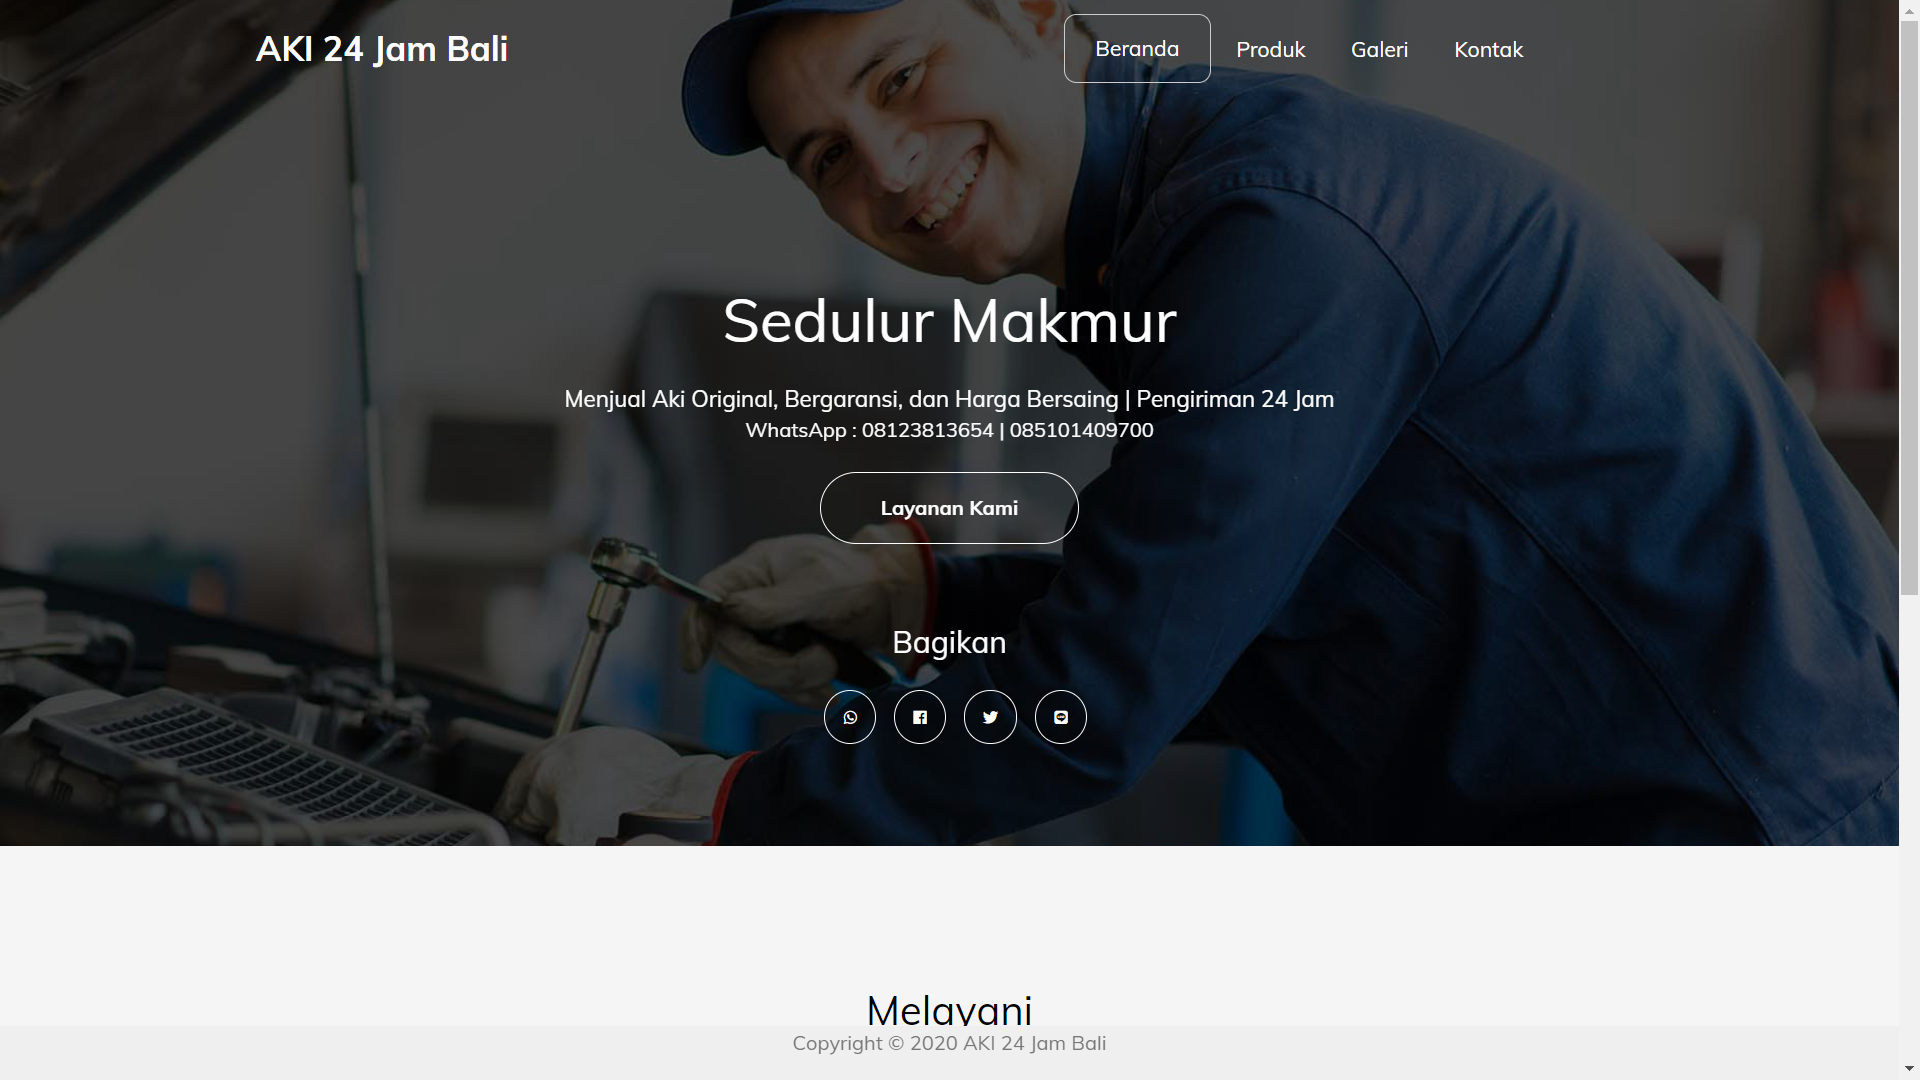 AKI 24 Jam Bali
Beranda
Produk
Galeri
Kontak
Sedulur Makmur
Menjual Aki Original, Bergaransi, dan Harga Bersaing | Pengiriman 24 Jam
WhatsApp : 08123813654 | 085101409700
Layanan Kami
Bagikan
Melayani
Copyright © 2020 AKI 24 Jam Bali